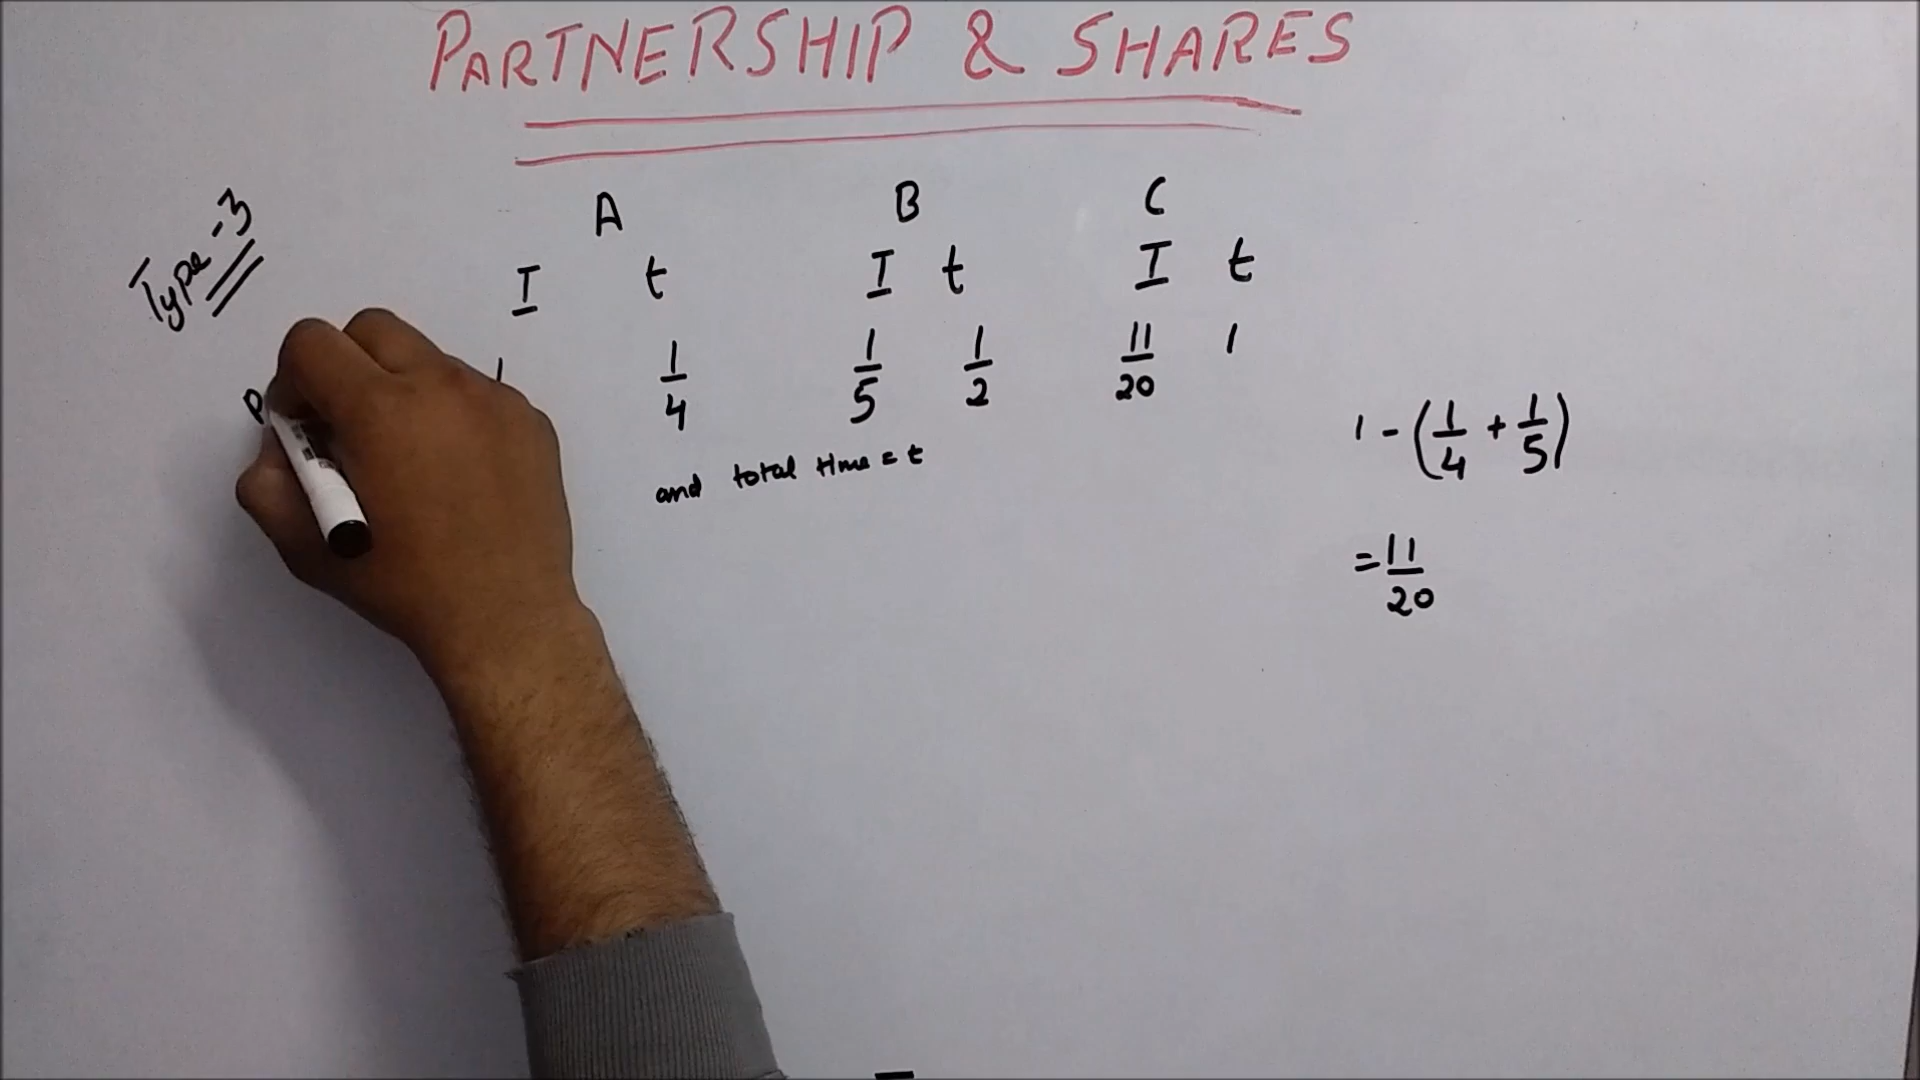 PARTNERSHIP & SHARES
Type-3
A B C
I t I t I t
1 1/4 1/5 1/2 11/20 1
and total time = t
1 - (1/4 + 1/5)
= 11/20